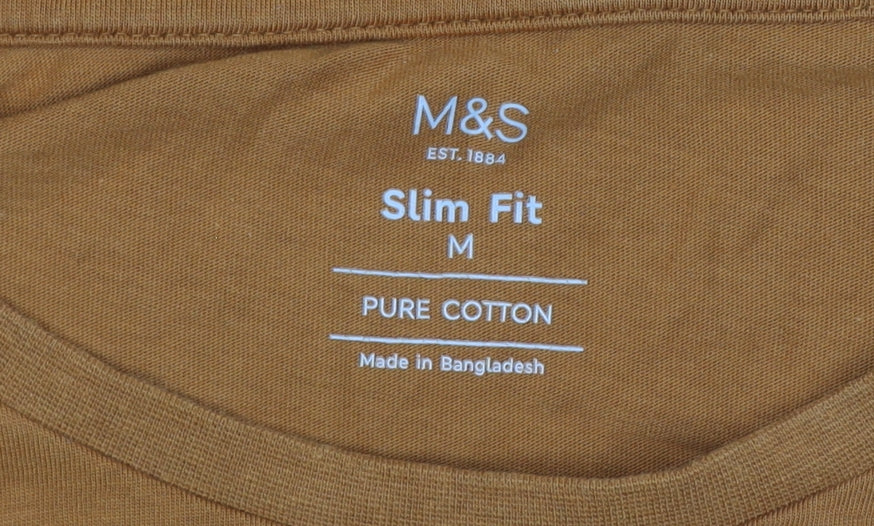 M&S
EST. 1884
Slim Fit
M
PURE COTTON
Made in Bangladesh